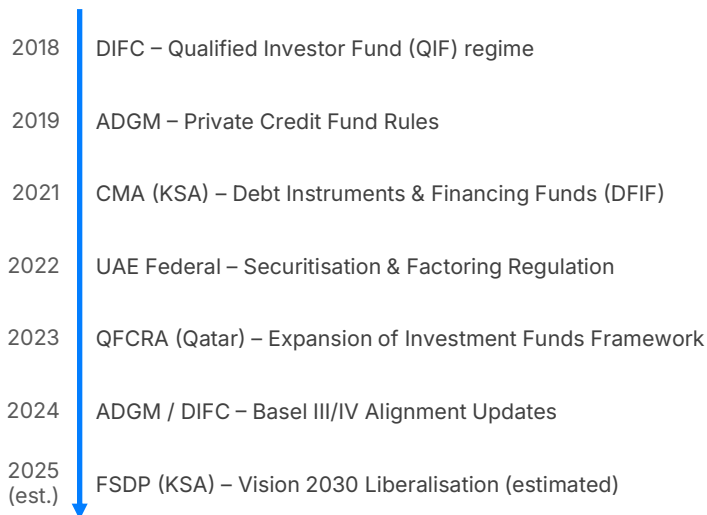 2018 DIFC – Qualified Investor Fund (QIF) regime
2019 ADGM – Private Credit Fund Rules
2021 CMA (KSA) – Debt Instruments & Financing Funds (DFIF)
2022 UAE Federal – Securitisation & Factoring Regulation
2023 QFCRA (Qatar) – Expansion of Investment Funds Framework
2024 ADGM / DIFC – Basel III/IV Alignment Updates
2025
(est.) FSDP (KSA) – Vision 2030 Liberalisation (estimated)